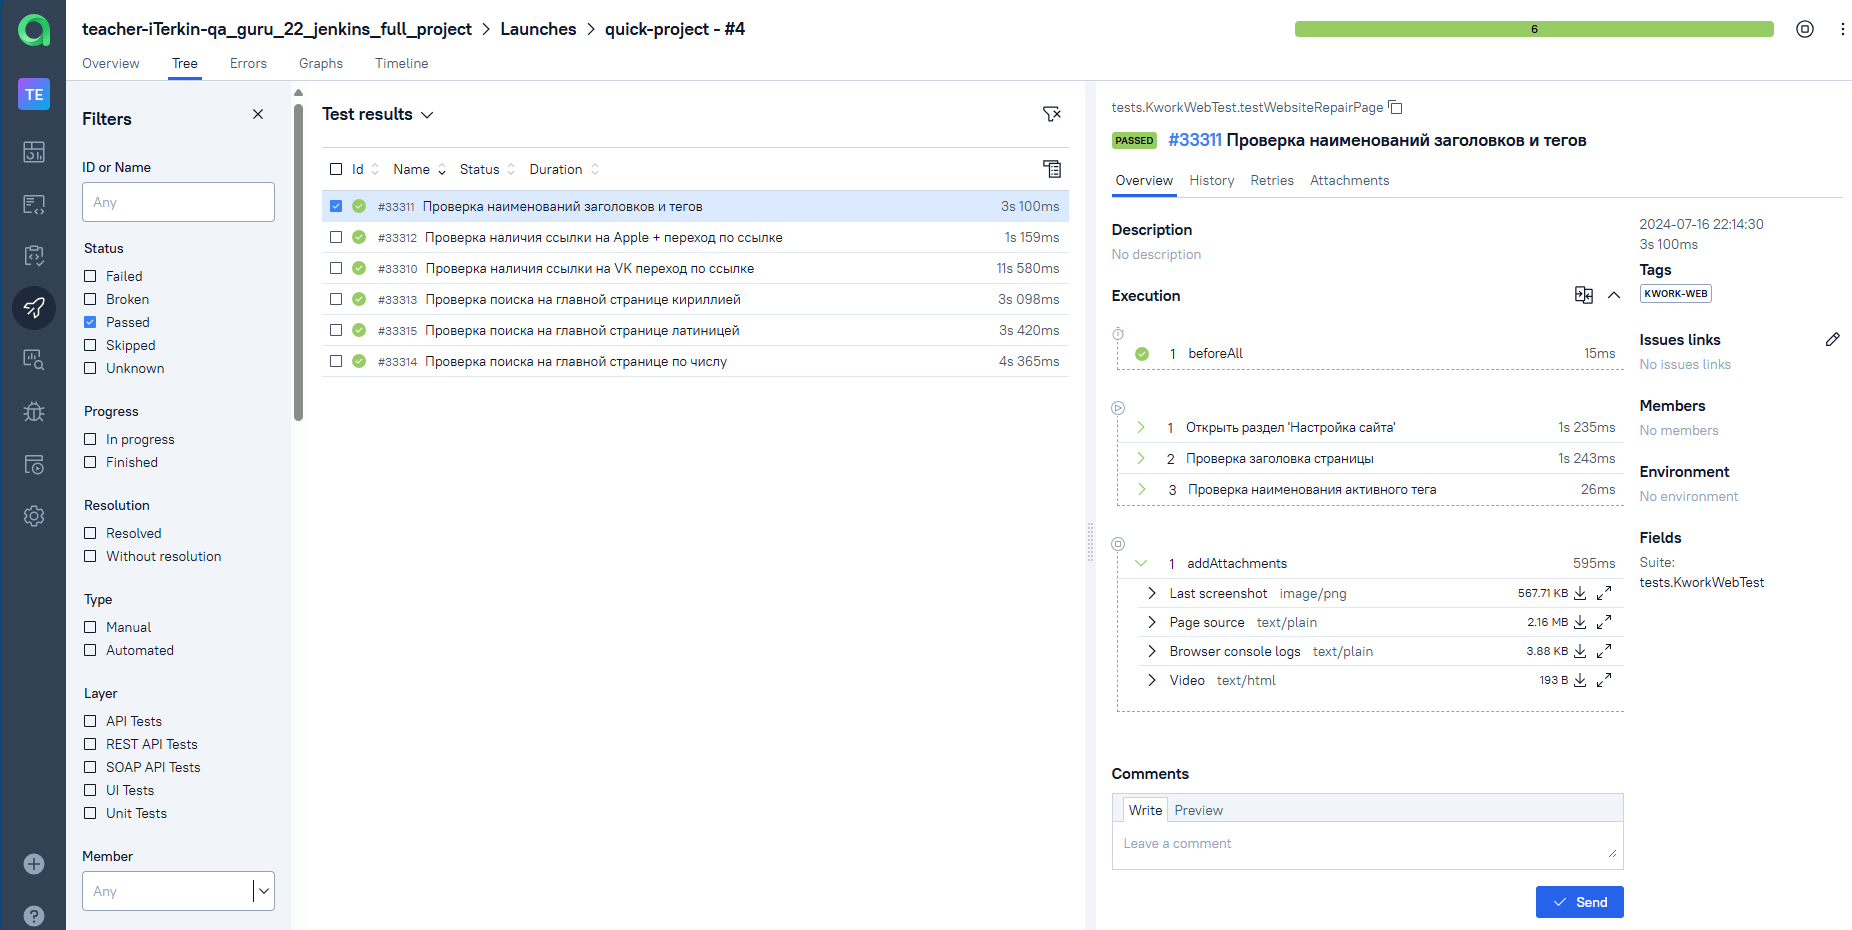 teacher-iTerkin-qa_guru_22_jenkins_full_project > Launches > quick-project - #4
6
Overview Tree Errors Graphs Timeline
TE
Filters
ID or Name
Any
Status
Failed
Broken
Passed
Skipped
Unknown
Progress
In progress
Finished
Resolution
Resolved
Without resolution
Type
Manual
Automated
Layer
API Tests
REST API Tests
SOAP API Tests
UI Tests
Unit Tests
Member
Any
Test results
Id Name Status Duration
#33311 Проверка наименований заголовков и тегов 3s 100ms
#33312 Проверка наличия ссылки на Apple + переход по ссылке 1s 159ms
#33310 Проверка наличия ссылки на VK переход по ссылке 11s 580ms
#33313 Проверка поиска на главной странице кириллией 3s 098ms
#33315 Проверка поиска на главной странице латиницей 3s 420ms
#33314 Проверка поиска на главной странице по числу 4s 365ms
tests.KworkWebTest.testWebsiteRepairPage
PASSED #33311 Проверка наименований заголовков и тегов
Overview History Retries Attachments
Description
No description
Execution
1 beforeAll 15ms
1 Открыть раздел 'Настройка сайта' 1s 235ms
2 Проверка заголовка страницы 1s 243ms
3 Проверка наименования активного тега 26ms
1 addAttachments 595ms
Last screenshot image/png 567.71 KB
Page source text/plain 2.16 MB
Browser console logs text/plain 3.88 KB
Video text/html 193 B
Comments
Write Preview
Leave a comment
Send
2024-07-16 22:14:30
3s 100ms
Tags
KWORK-WEB
Issues links
No issues links
Members
No members
Environment
No environment
Fields
Suite:
tests.KworkWebTest